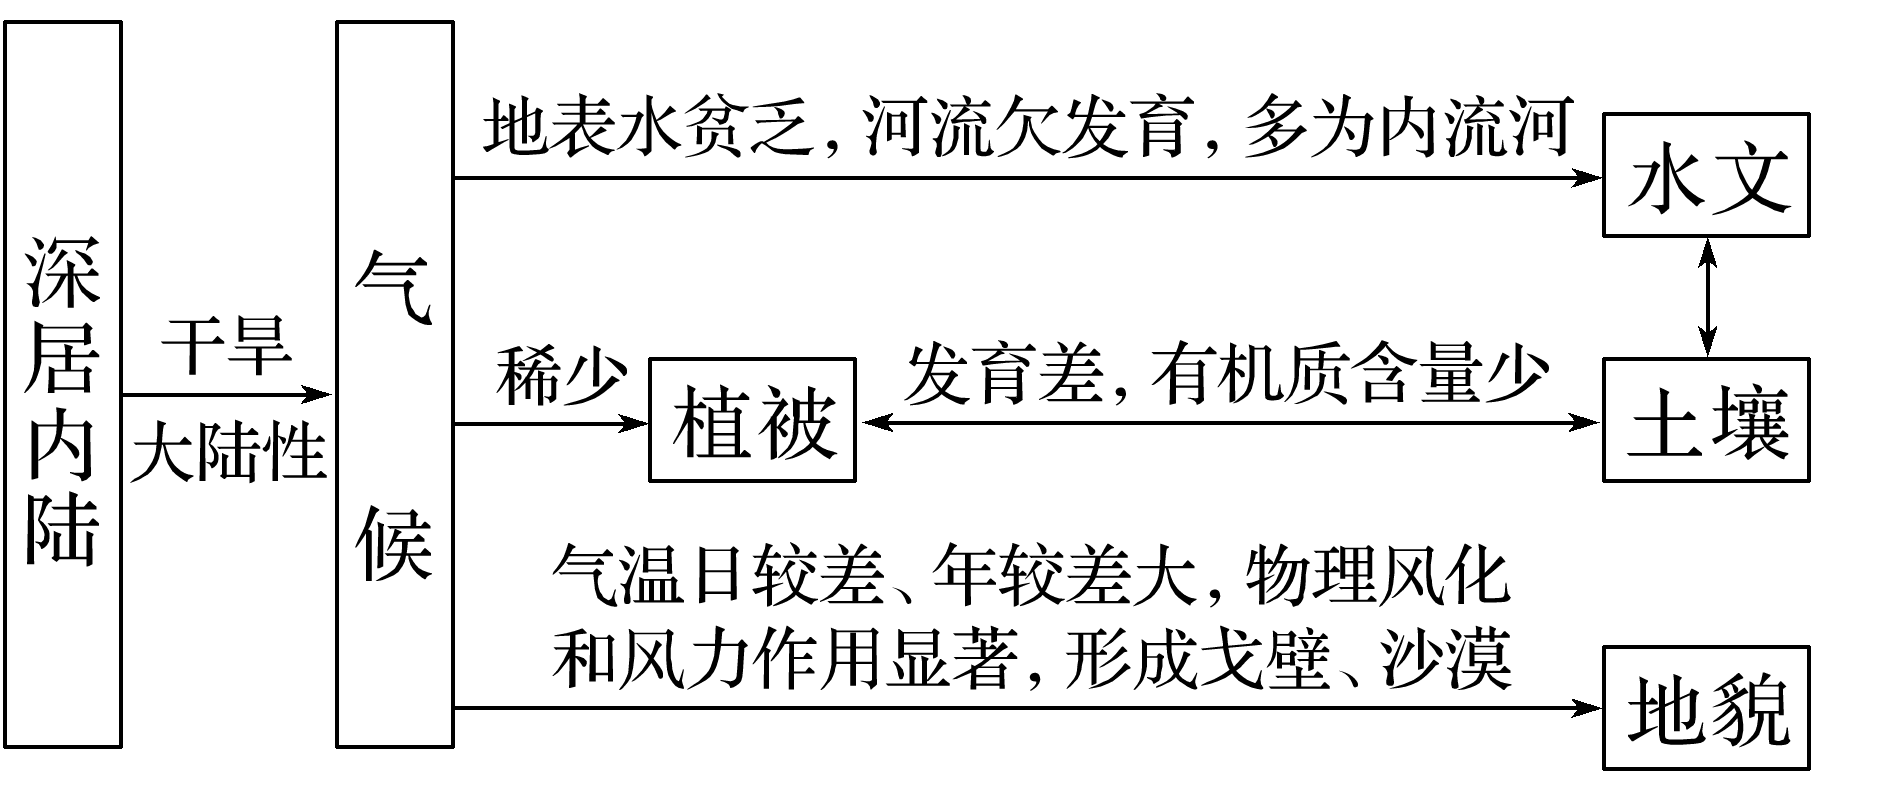 深居内陆
干旱
大陆性
气候
地表水贫乏，河流欠发育，多为内流河
水文
稀少
植被
发育差，有机质含量少
土壤
气温日较差、年较差大，物理风化
和风力作用显著，形成戈壁、沙漠
地貌